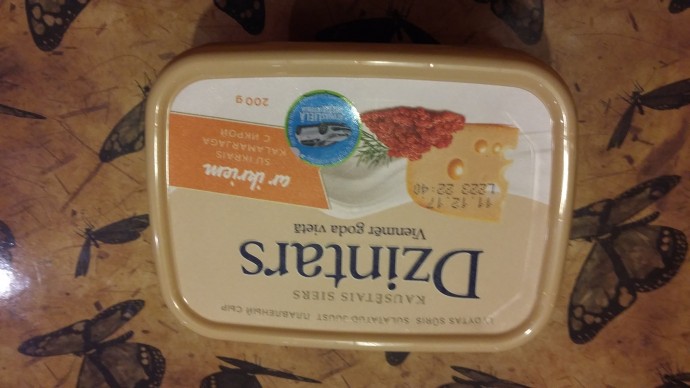 LYDYTAS SŪRIS SULATATUD JUUST ПЛАВЛЕНЫЙ СЫР
KAUSĒTAIS SIERS
Dzintars
Vienmēr goda vietā
11.12.17
L223 22:40
ar ikriem
SU IKRAIS
KALAMARJAGA
С ИКРОЙ
200 g